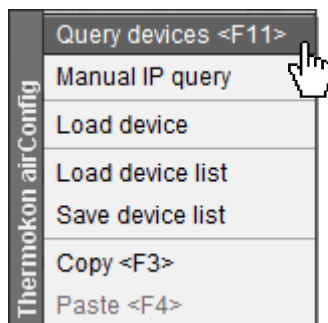 Thermokon airConfig
Query devices <F11>
Manual IP query
Load device
Load device list
Save device list
Copy <F3>
Paste <F4>